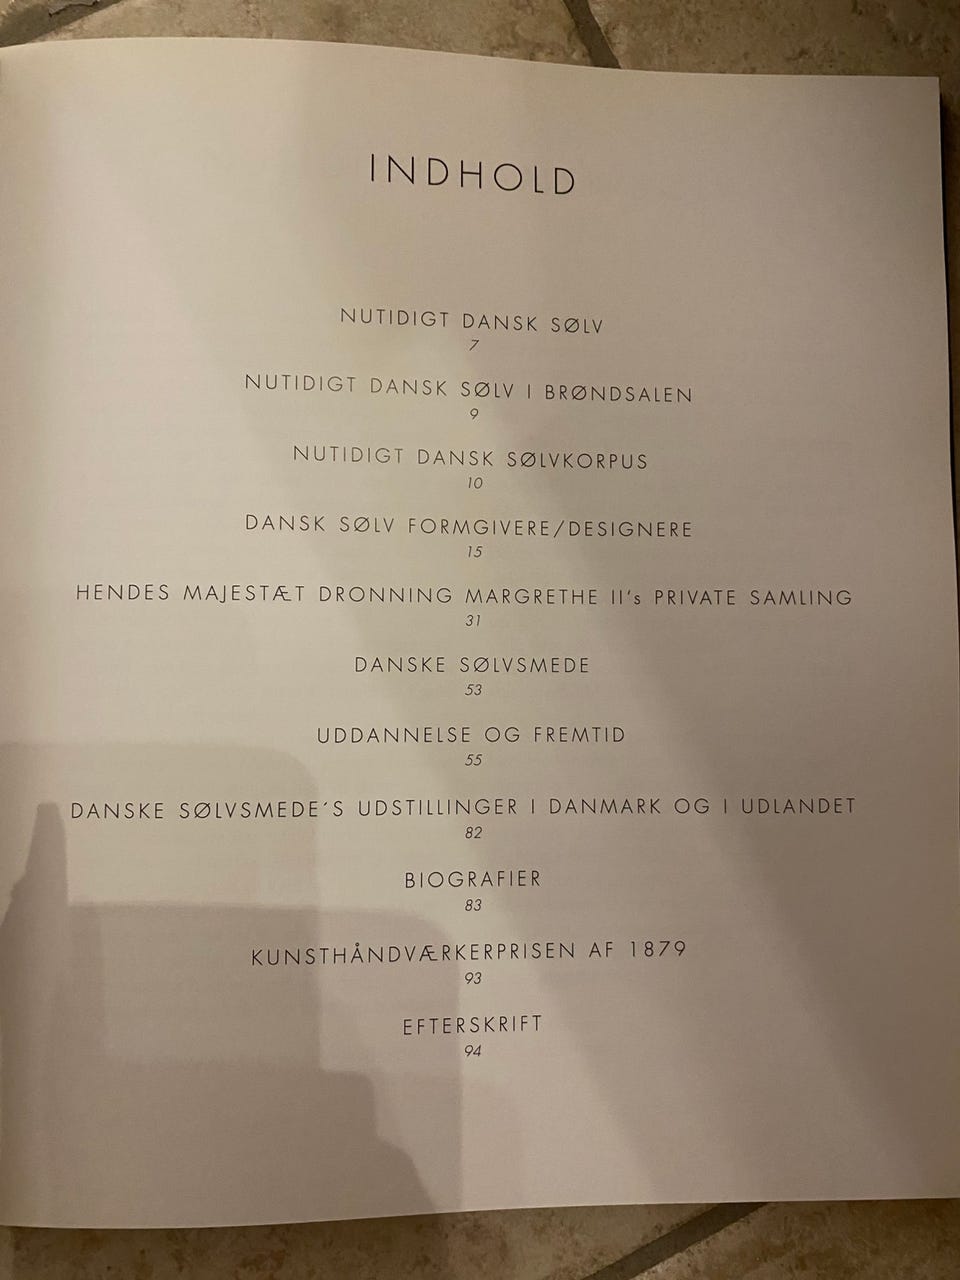 INDHOLD
NUTIDIGT DANSK SØLV
7
NUTIDIGT DANSK SØLV I BRØNDSALEN
9
NUTIDIGT DANSK SØLVKORPUS
10
DANSK SØLV FORMGIVERE/DESIGNERE
15
HENDES MAJESTÆT DRONNING MARGRETHE II's PRIVATE SAMLING
31
DANSKE SØLVSMEDE
53
UDDANNELSE OG FREMTID
55
DANSKE SØLVSMEDE´S UDSTILLINGER I DANMARK OG I UDLANDET
82
BIOGRAFIER
83
KUNSTHÅNDVÆRKERPRISEN AF 1879
93
EFTERSKRIFT
94